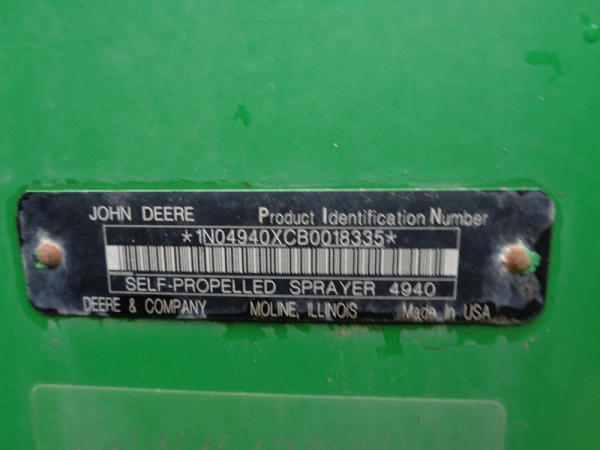 JOHN DEERE Product Identification Number
*1N04940XCB0018335*
SELF-PROPELLED SPRAYER 4940
DEERE & COMPANY MOLINE, ILLINOIS Made In USA